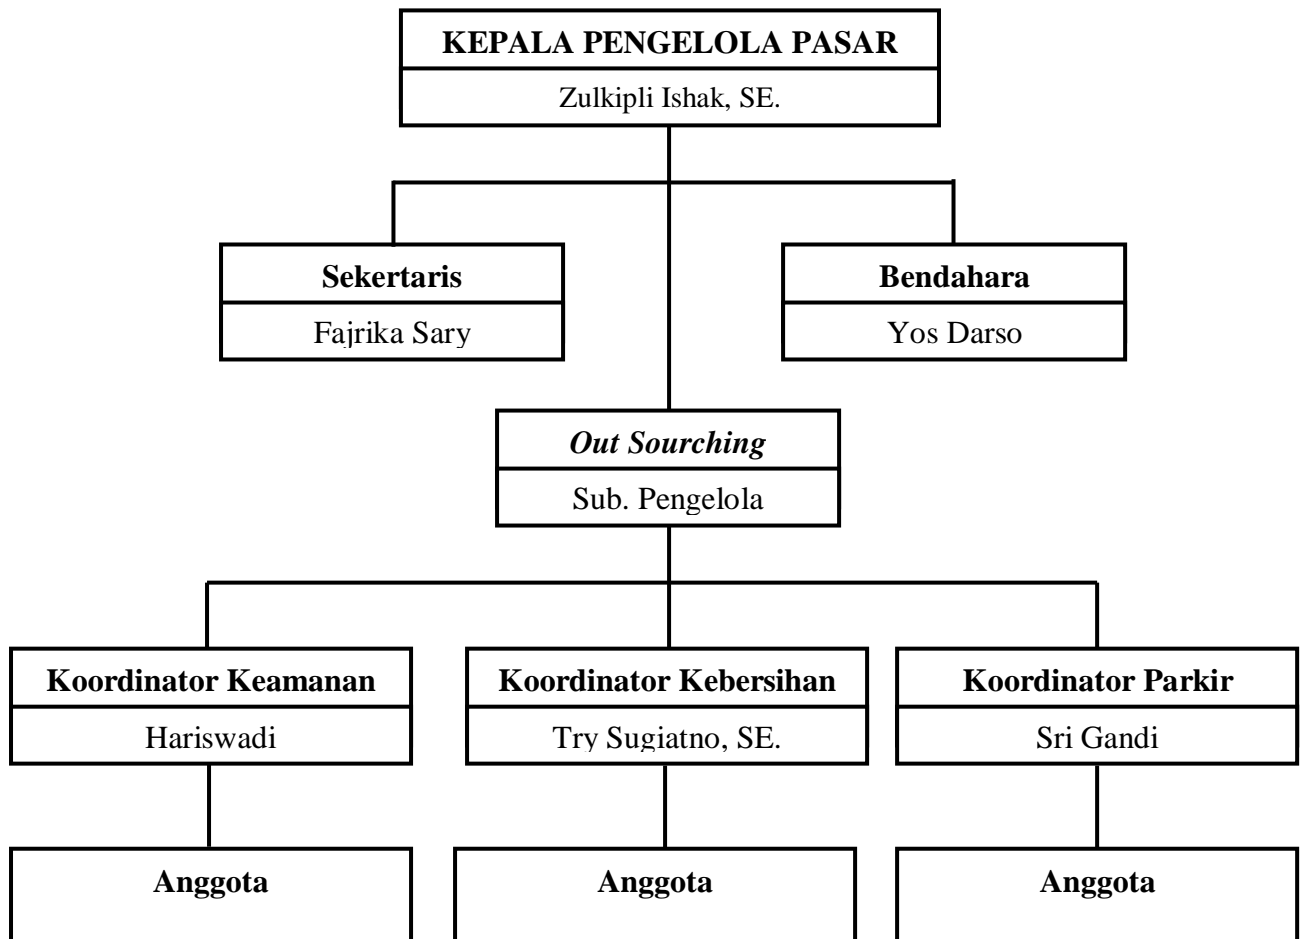 KEPALA PENGELOLA PASAR
Zulkipli Ishak, SE.
Sekertaris
Fajrika Sary
Bendahara
Yos Darso
Out Sourching
Sub. Pengelola
Koordinator Keamanan
Hariswadi
Koordinator Kebersihan
Try Sugiatno, SE.
Koordinator Parkir
Sri Gandi
Anggota
Anggota
Anggota